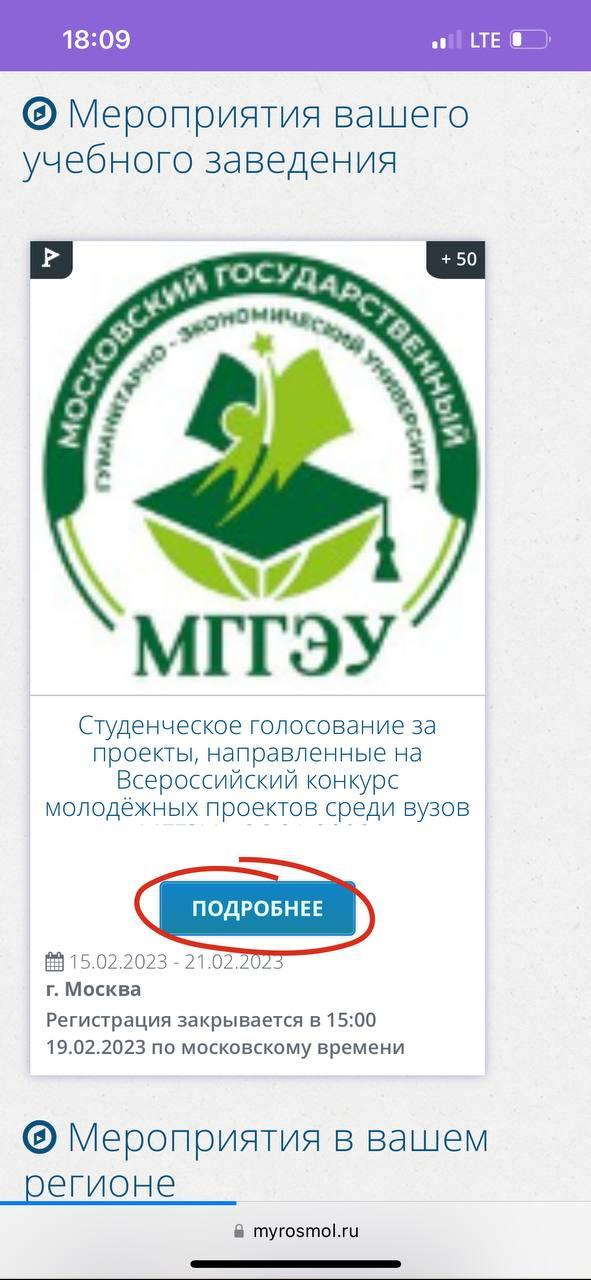 18:09
LTE
Мероприятия вашего
учебного заведения
+ 50
МОСКОВСКИЙ ГОСУДАРСТВЕННЫЙ
ГУМАНИТАРНО - ЭКОНОМИЧЕСКИЙ УНИВЕРСИТЕТ
МГГЭУ
Студенческое голосование за
проекты, направленные на
Всероссийский конкурс
молодёжных проектов среди вузов
ПОДРОБНЕЕ
15.02.2023 - 21.02.2023
г. Москва
Регистрация закрывается в 15:00
19.02.2023 по московскому времени
Мероприятия в вашем
регионе
myrosmol.ru